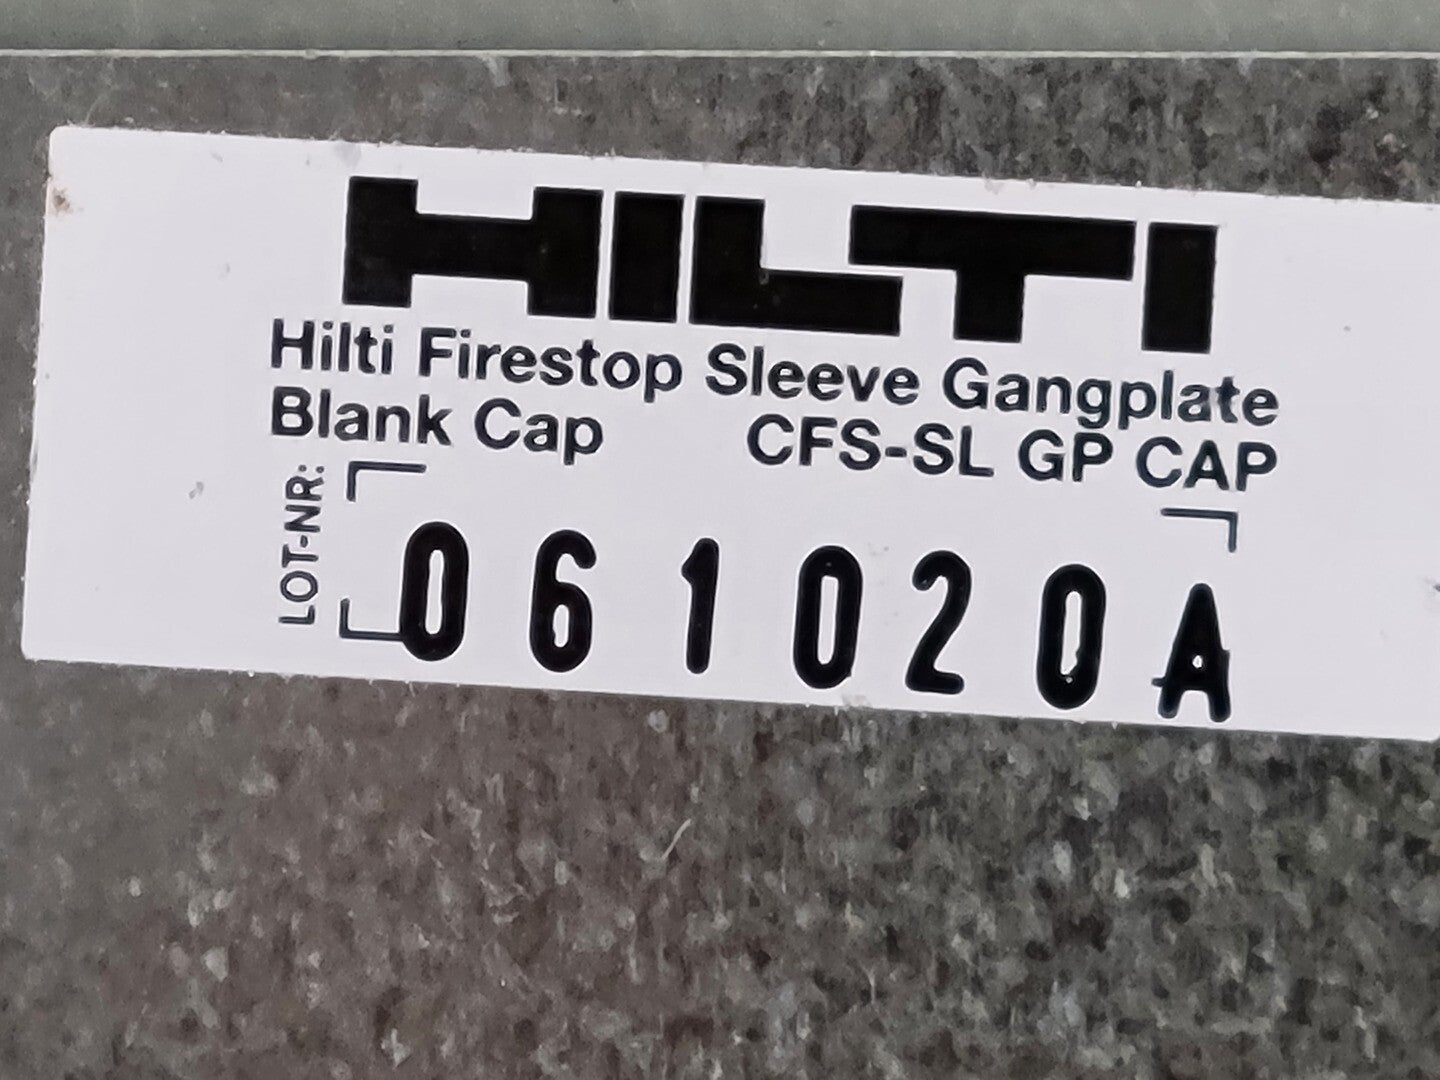 HILTI
Hilti Firestop Sleeve Gangplate
Blank Cap CFS-SL GP CAP
LOT-NR: 061020A